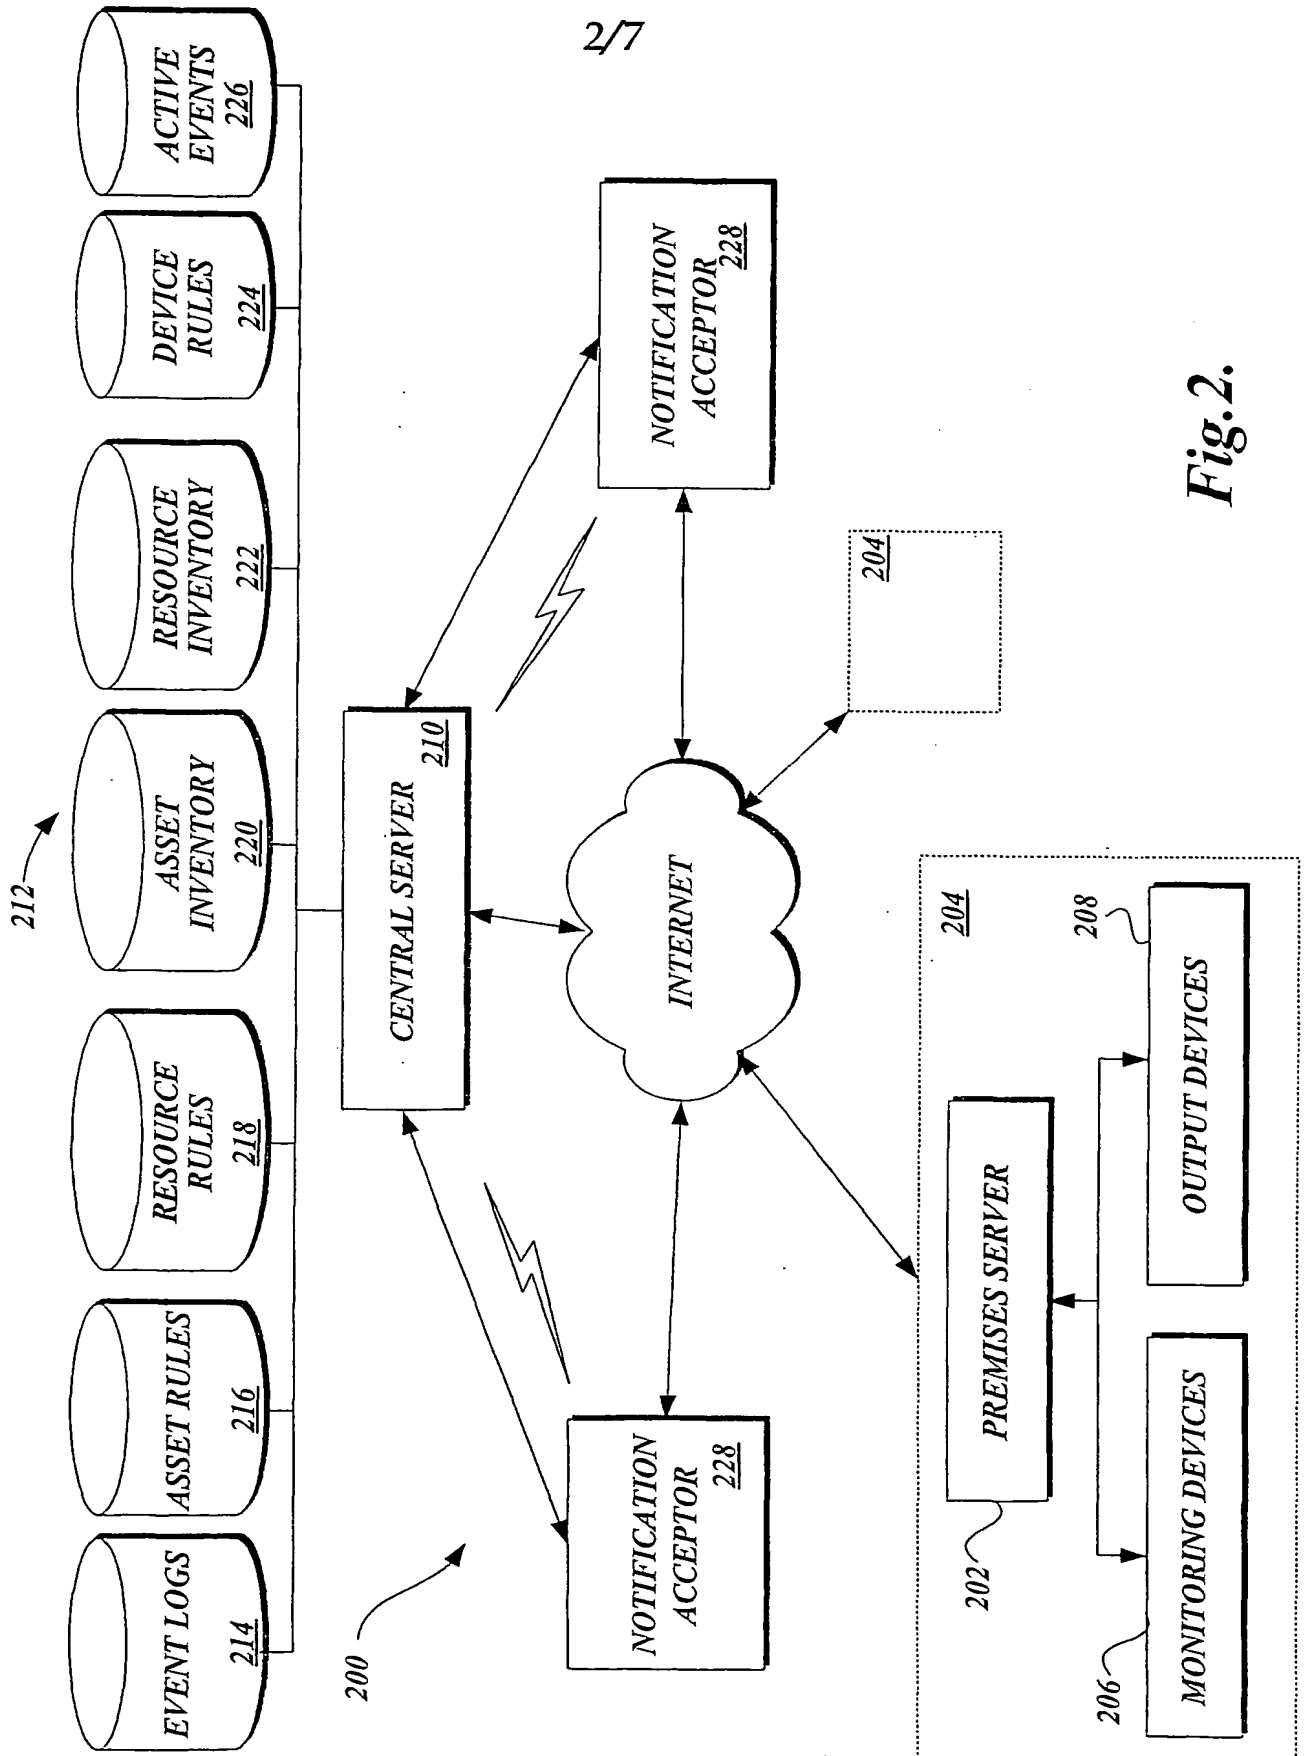 2/7
212
EVENT LOGS
214
ASSET RULES
216
RESOURCE
RULES
218
ASSET
INVENTORY
220
RESOURCE
INVENTORY
222
DEVICE
RULES
224
ACTIVE
EVENTS
226
CENTRAL SERVER
210
200
NOTIFICATION
ACCEPTOR
228
INTERNET
NOTIFICATION
ACCEPTOR
228
204
204
PREMISES SERVER
202
206
MONITORING DEVICES
208
OUTPUT DEVICES
Fig.2.